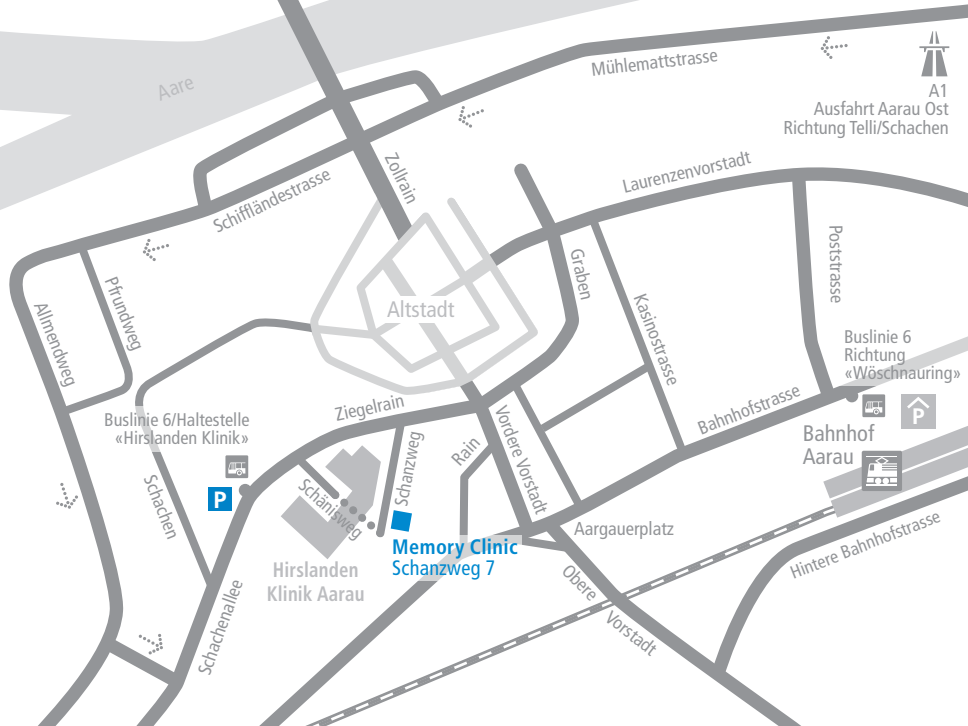 Aare
Mühlemattstrasse
A1
Ausfahrt Aarau Ost
Richtung Telli/Schachen
Zollrain
Laurenzenvorstadt
Schiffländestrasse
Graben
Poststrasse
Pfrundweg
Allmendweg
Altstadt
Kasinostrasse
Buslinie 6
Richtung
«Wöschnauring»
P
Buslinie 6/Haltestelle
«Hirslanden Klinik»
Ziegelrain
Bahnhofstrasse
Bahnhof
Aarau
Vordere Vorstadt
Rain
Schanzweg
Schänisweg
Schachen
P
Aargauerplatz
Hintere Bahnhofstrasse
Memory Clinic
Schanzweg 7
Hirslanden
Klinik Aarau
Obere Vorstadt
Schachenallee